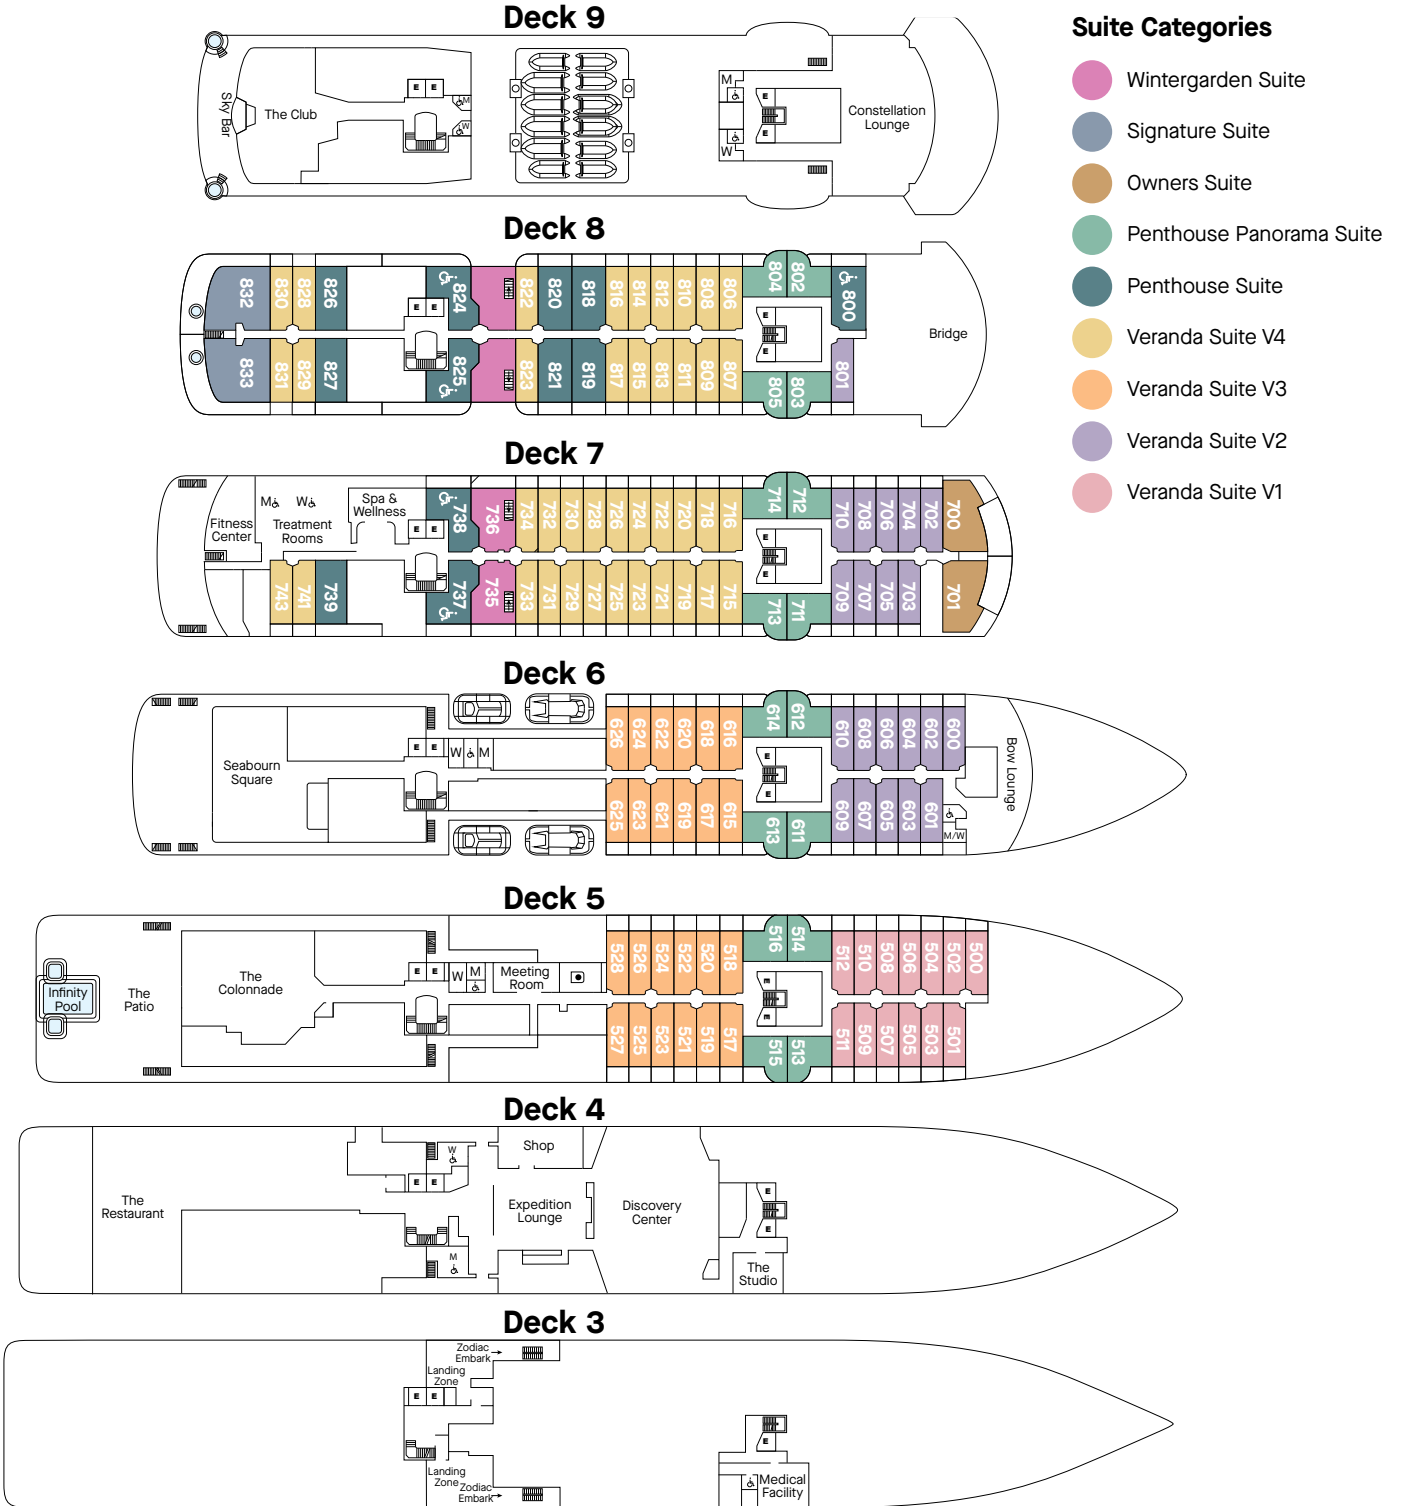 Deck 9
Sky Bar
The Club
E E
M
W
M
W
E
E
Constellation
Lounge
Suite Categories
Wintergarden Suite
Signature Suite
Owners Suite
Penthouse Panorama Suite
Penthouse Suite
Veranda Suite V4
Veranda Suite V3
Veranda Suite V2
Veranda Suite V1
Deck 8
832 830 828 826 824 822 820 818 816 814 812 810 808 806 804 802 800
E E
E
E
Bridge
833 831 829 827 825 823 821 819 817 815 813 811 809 807 805 803 801
Deck 7
Fitness
Center
M W
Treatment
Rooms
Spa &
Wellness
E E
738 736 734 732 730 728 726 724 722 720 718 716 714 712 710 708 706 704 702 700
E
E
743 741 739 737 735 733 731 729 727 725 723 721 719 717 715 713 711 709 707 705 703 701
Deck 6
Seabourn
Square
E E
W M
626 624 622 620 618 616 614 612 610 608 606 604 602 600
E
E
625 623 621 619 617 615 613 611 609 607 605 603 601
M/W
Bow Lounge
Deck 5
Infinity
Pool
The
Patio
The
Colonnade
E E
W M
Meeting
Room
528 526 524 522 520 518 516 514 512 510 508 506 504 502 500
E
E
527 525 523 521 519 517 515 513 511 509 507 505 503 501
Deck 4
The
Restaurant
W
E E
M
Shop
Expedition
Lounge
Discovery
Center
E
E
The
Studio
Deck 3
Zodiac
Embark
Landing
Zone
E E
Landing
Zone
Zodiac
Embark
E
Medical
Facility